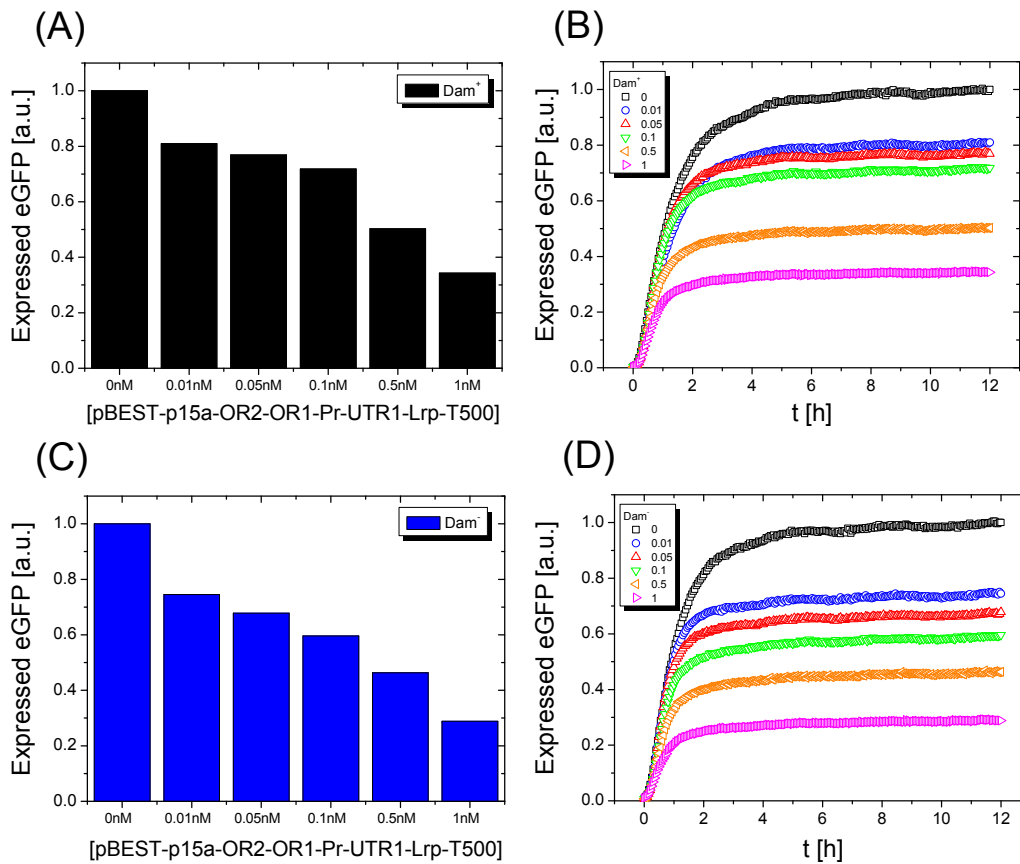 (A)
Dam⁺
Expressed eGFP [a.u.]
1.0
0.8
0.6
0.4
0.2
0.0
0nM 0.01nM 0.05nM 0.1nM 0.5nM 1nM
[pBEST-p15a-OR2-OR1-Pr-UTR1-Lrp-T500]
(B)
Dam⁺
0
0.01
0.05
0.1
0.5
1
Expressed eGFP [a.u.]
1.0
0.8
0.6
0.4
0.2
0.0
0 2 4 6 8 10 12
t [h]
(C)
Dam⁻
Expressed eGFP [a.u.]
1.0
0.8
0.6
0.4
0.2
0.0
0nM 0.01nM 0.05nM 0.1nM 0.5nM 1nM
[pBEST-p15a-OR2-OR1-Pr-UTR1-Lrp-T500]
(D)
Dam⁻
0
0.01
0.05
0.1
0.5
1
Expressed eGFP [a.u.]
1.0
0.8
0.6
0.4
0.2
0.0
0 2 4 6 8 10 12
t [h]